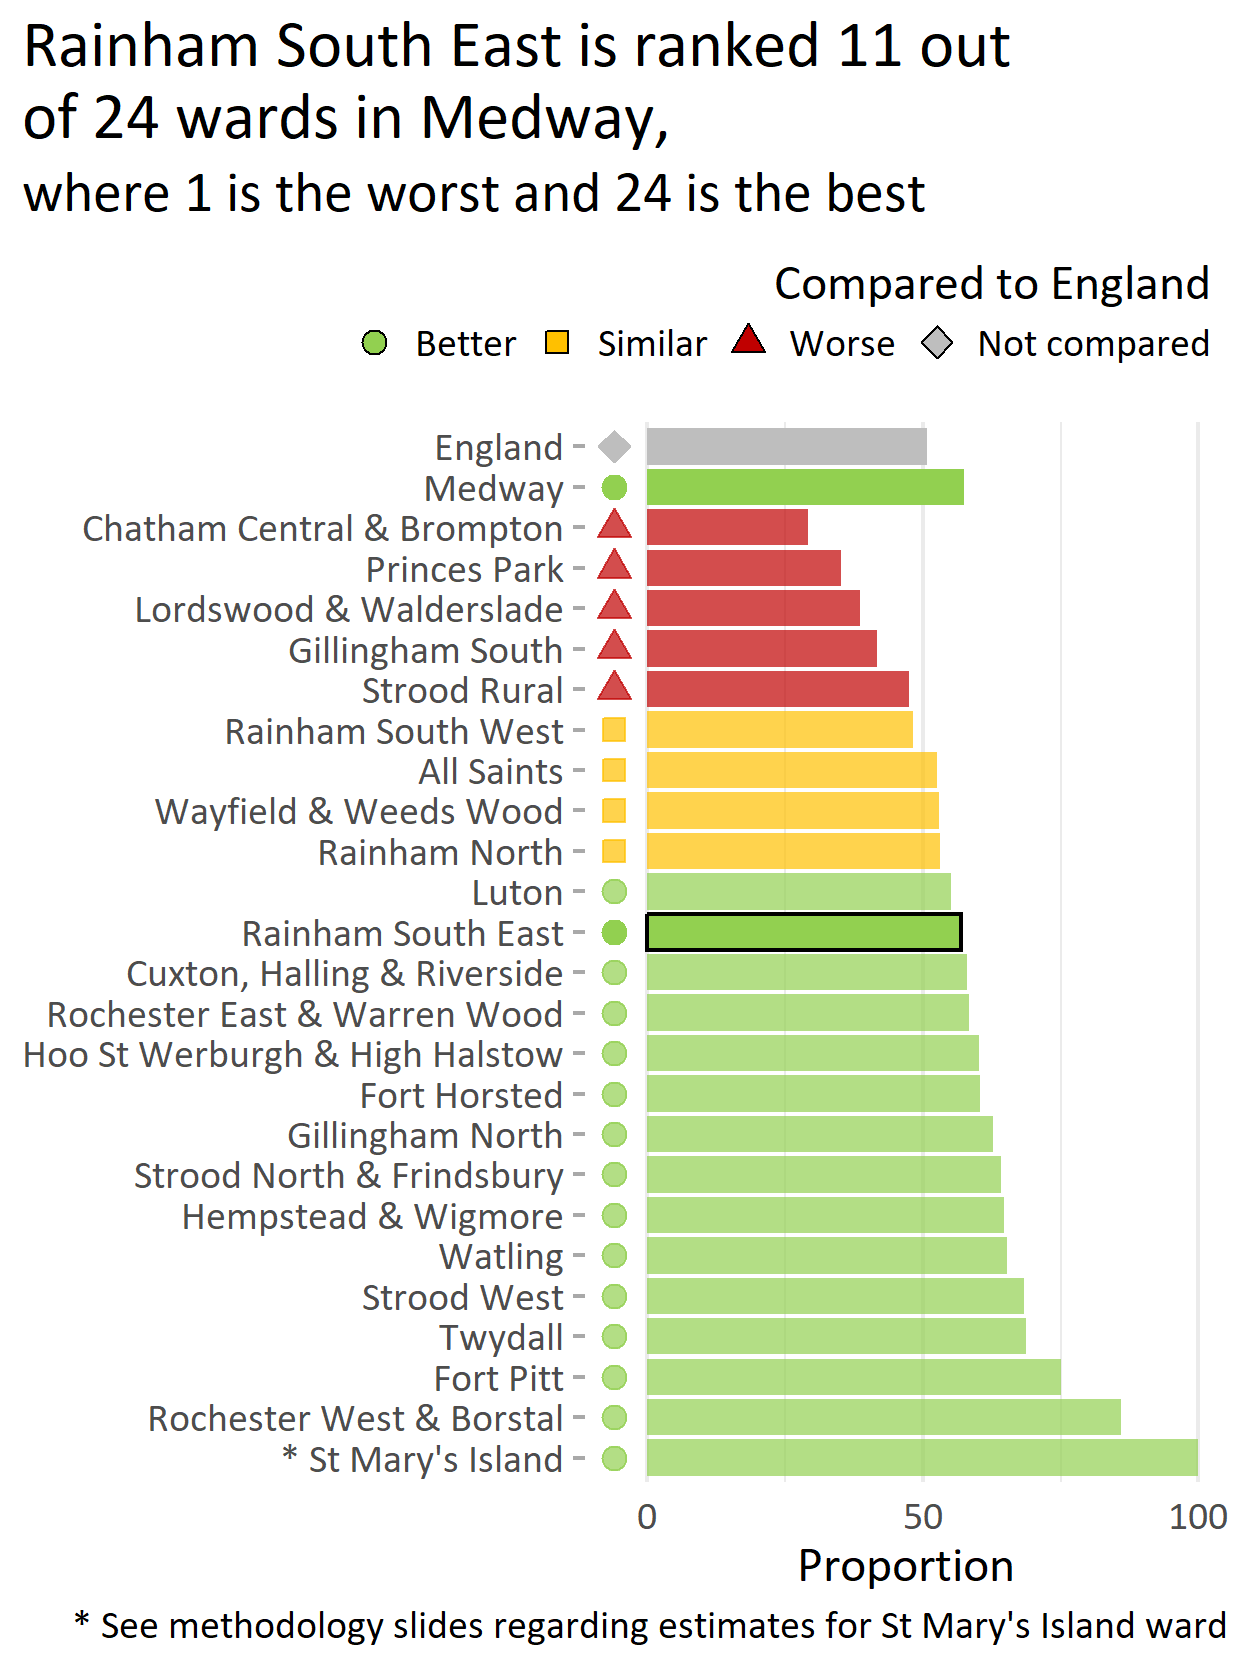 Rainham South East is ranked 11 out
of 24 wards in Medway,
where 1 is the worst and 24 is the best
Compared to England
Better Similar Worse Not compared
England
Medway
Chatham Central & Brompton
Princes Park
Lordswood & Walderslade
Gillingham South
Strood Rural
Rainham South West
All Saints
Wayfield & Weeds Wood
Rainham North
Luton
Rainham South East
Cuxton, Halling & Riverside
Rochester East & Warren Wood
Hoo St Werburgh & High Halstow
Fort Horsted
Gillingham North
Strood North & Frindsbury
Hempstead & Wigmore
Watling
Strood West
Twydall
Fort Pitt
Rochester West & Borstal
* St Mary's Island
0 50 100
Proportion
* See methodology slides regarding estimates for St Mary's Island ward